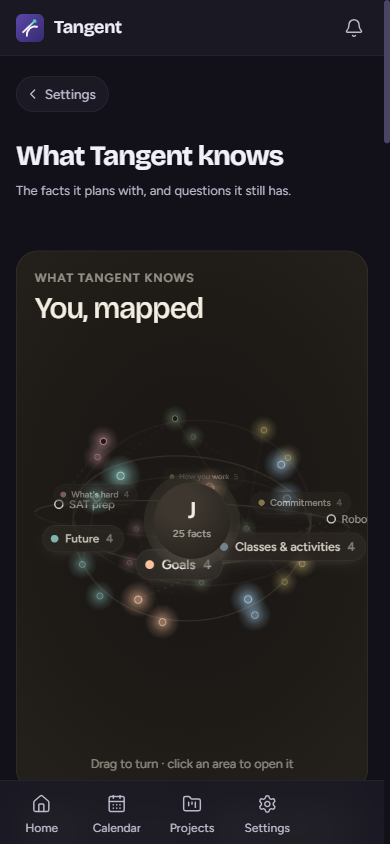 Tangent
Settings
What Tangent knows
The facts it plans with, and questions it still has.
WHAT TANGENT KNOWS
You, mapped
How you work 5
What's hard 4
SAT prep
Commitments 4
J
Robo
25 facts
Future 4
Classes & activities 4
Goals 4
Drag to turn · click an area to open it
Home
Calendar
Projects
Settings